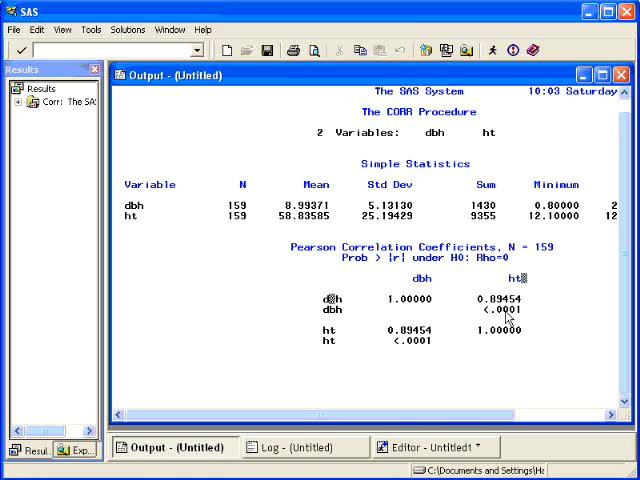 SAS
File Edit View Tools Solutions Window Help
Results
Results
Corr: The SA
Output - (Untitled)
The SAS System 10:03 Saturday
The CORR Procedure
2 Variables: dbh ht
Simple Statistics
Variable N Mean Std Dev Sum Minimum
dbh 159 8.99371 5.13130 1430 0.80000 2
ht 159 58.83585 25.19429 9355 12.10000 12
Pearson Correlation Coefficients, N = 159
Prob > |r| under H0: Rho=0
dbh ht
dbh 1.00000 0.89454
dbh <.0001
ht 0.89454 1.00000
ht <.0001
Resul... Exp...
Output - (Untitled) Log - (Untitled) Editor - Untitled1 *
C:\Documents and Settings\Ha